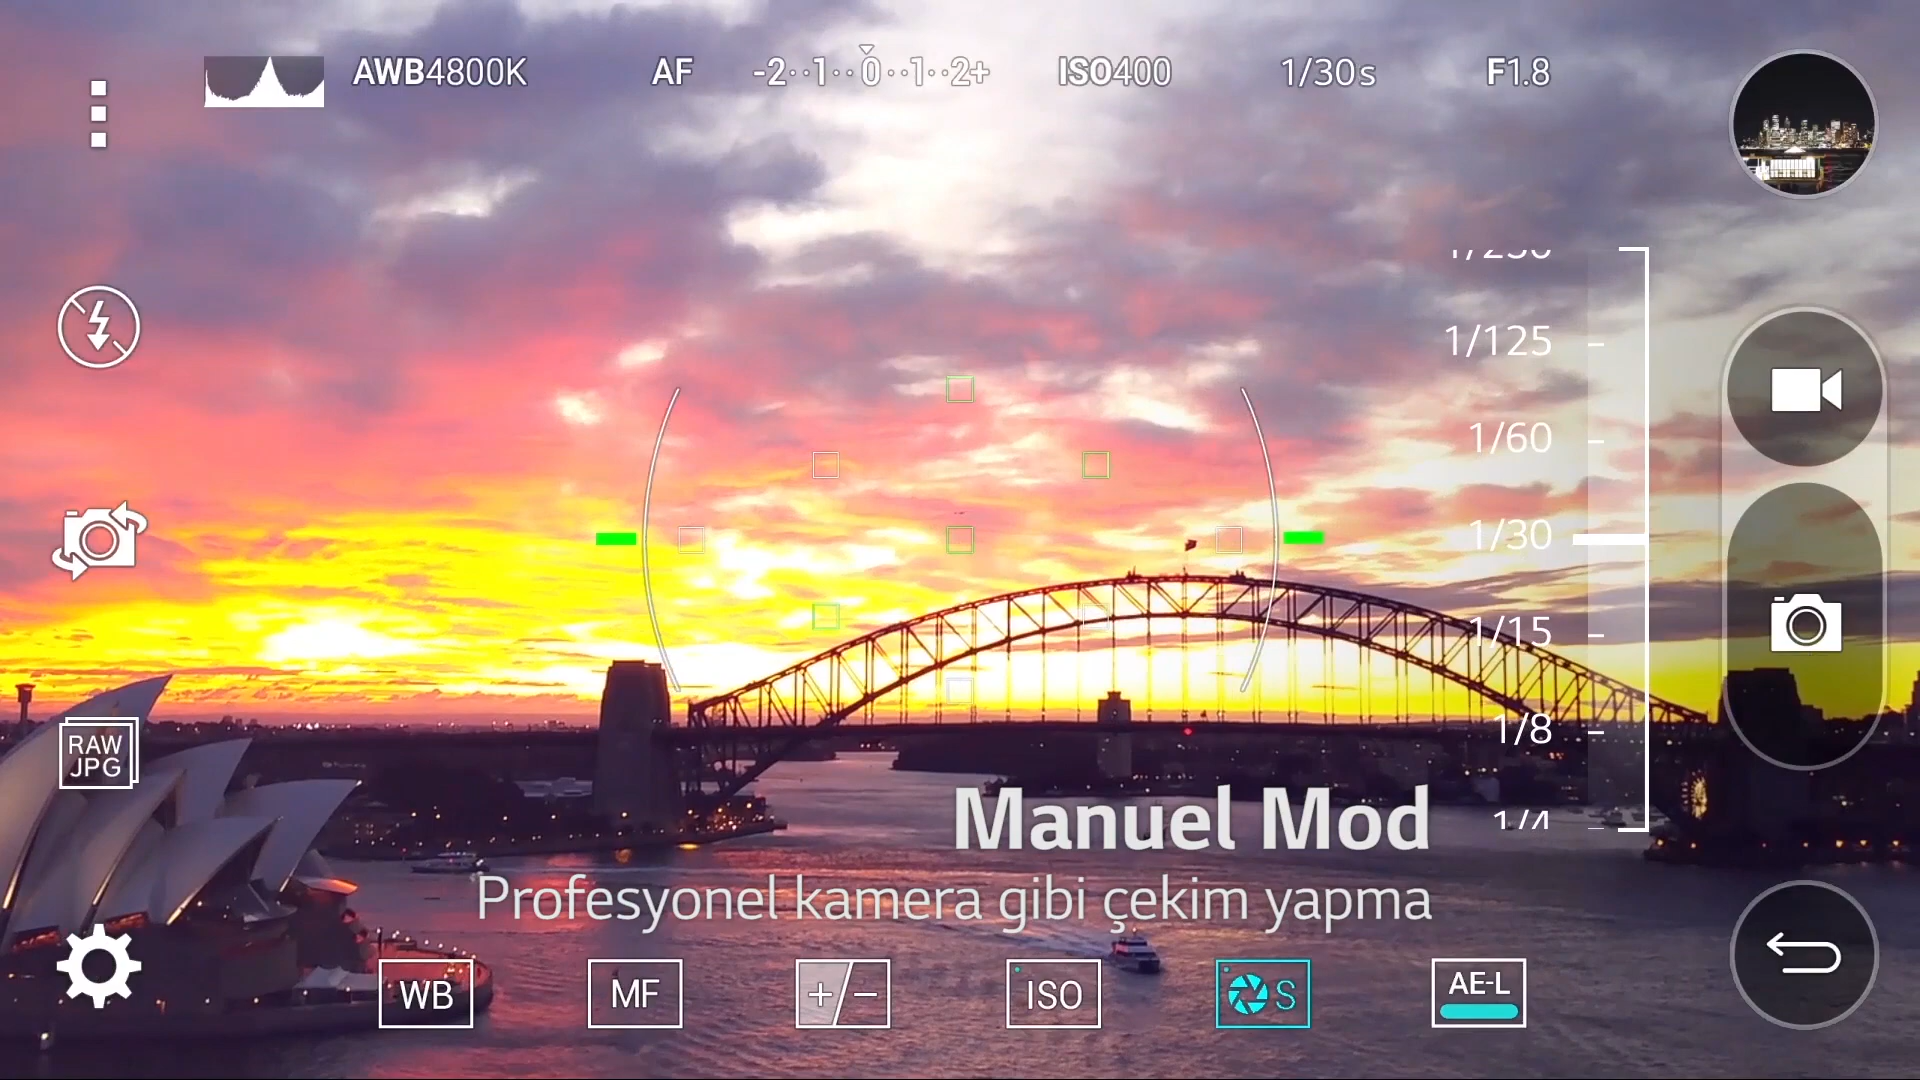 AWB4800K AF -2··1··0··1··2+ ISO400 1/30s F1.8
1/125
1/60
1/30
1/15
1/8
RAW
JPG
Manuel Mod
Profesyonel kamera gibi çekim yapma
WB MF +/- ISO S AE-L